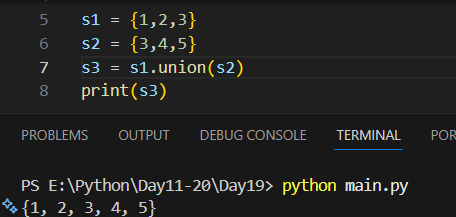 5 s1 = {1,2,3}
6 s2 = {3,4,5}
7 s3 = s1.union(s2)
8 print(s3)
PROBLEMS OUTPUT DEBUG CONSOLE TERMINAL POR
PS E:\Python\Day11-20\Day19> python main.py
{1, 2, 3, 4, 5}